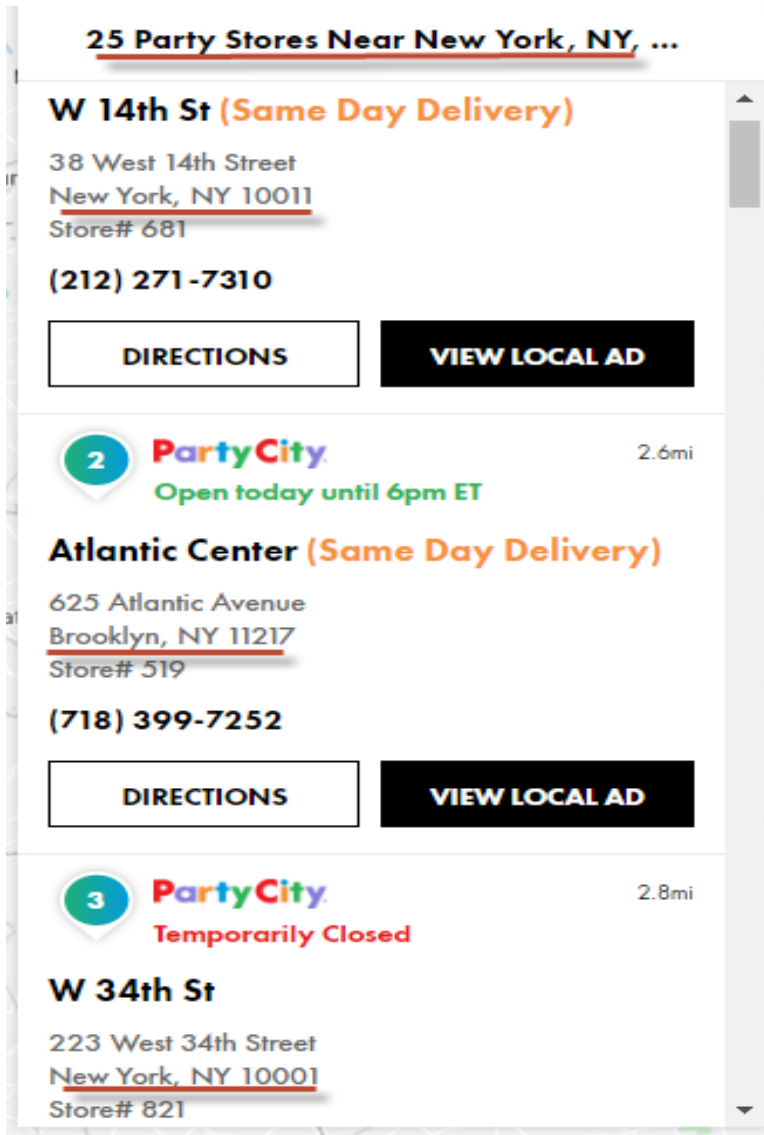 25 Party Stores Near New York, NY, ...
W 14th St (Same Day Delivery)
38 West 14th Street
New York, NY 10011
Store# 681
(212) 271-7310
DIRECTIONS
VIEW LOCAL AD
2
PartyCity
2.6mi
Open today until 6pm ET
Atlantic Center (Same Day Delivery)
625 Atlantic Avenue
Brooklyn, NY 11217
Store# 519
(718) 399-7252
DIRECTIONS
VIEW LOCAL AD
3
PartyCity
2.8mi
Temporarily Closed
W 34th St
223 West 34th Street
New York, NY 10001
Store# 821